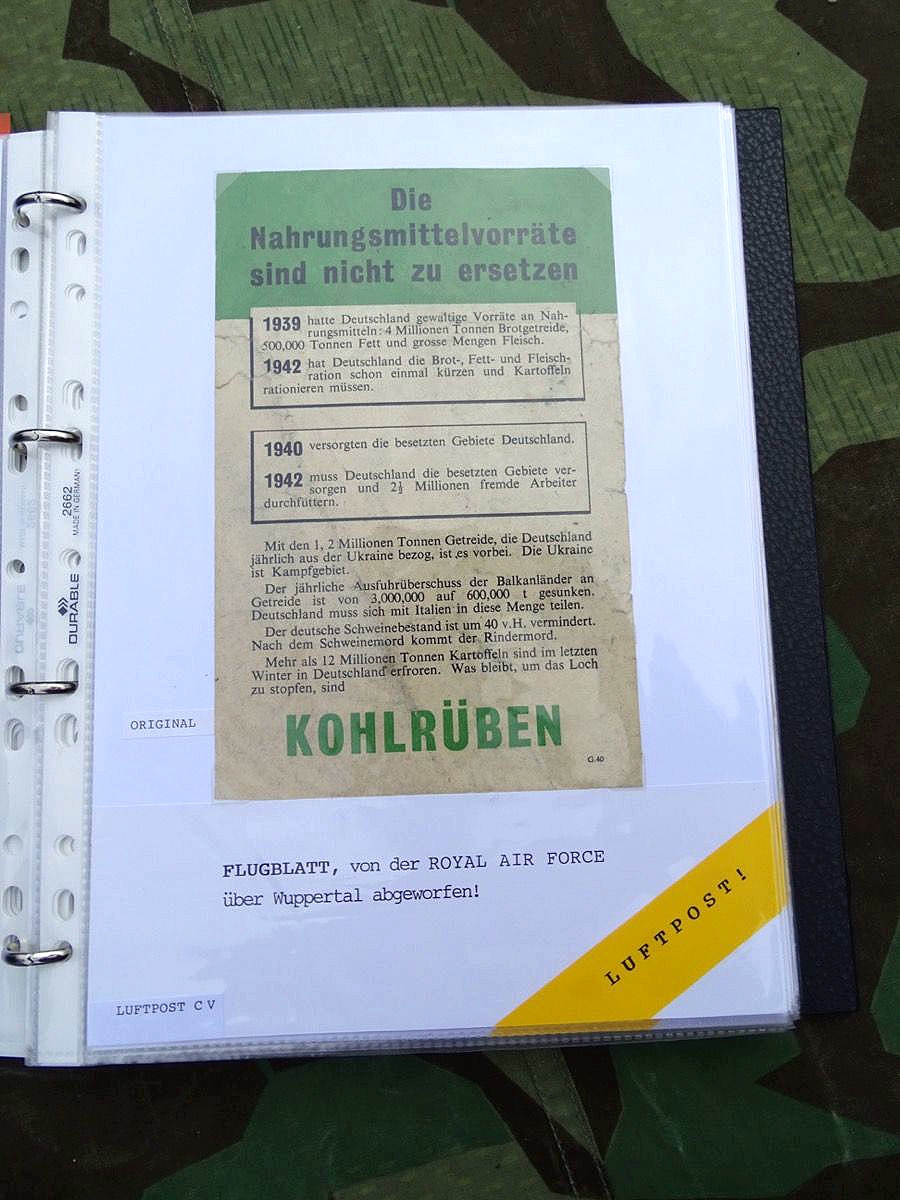 Die
Nahrungsmittelvorräte
sind nicht zu ersetzen
1939 hatte Deutschland gewaltige Vorräte an Nah-
rungsmitteln: 4 Millionen Tonnen Brotgetreide,
500,000 Tonnen Fett und grosse Mengen Fleisch.
1942 hat Deutschland die Brot-, Fett- und Fleisch-
ration schon einmal kürzen und Kartoffeln
rationieren müssen.
1940 versorgten die besetzten Gebiete Deutschland.
1942 muss Deutschland die besetzten Gebiete ver-
sorgen und 2½ Millionen fremde Arbeiter
durchfüttern.
Mit den 1, 2 Millionen Tonnen Getreide, die Deutschland
jährlich aus der Ukraine bezog, ist es vorbei. Die Ukraine
ist Kampfgebiet.
Der jährliche Ausfuhrüberschuss der Balkanländer an
Getreide ist von 3,000,000 auf 600,000 t gesunken.
Deutschland muss sich mit Italien in diese Menge teilen.
Der deutsche Schweinebestand ist um 40 v.H. vermindert.
Nach dem Schweinemord kommt der Rindermord.
Mehr als 12 Millionen Tonnen Kartoffeln sind im letzten
Winter in Deutschland erfroren. Was bleibt, um das Loch
zu stopfen, sind
KOHLRÜBEN
G.40
ORIGINAL
FLUGBLATT, von der ROYAL AIR FORCE
über Wuppertal abgeworfen!
LUFTPOST!
LUFTPOST C V
DURABLE
2662
MADE IN GERMANY